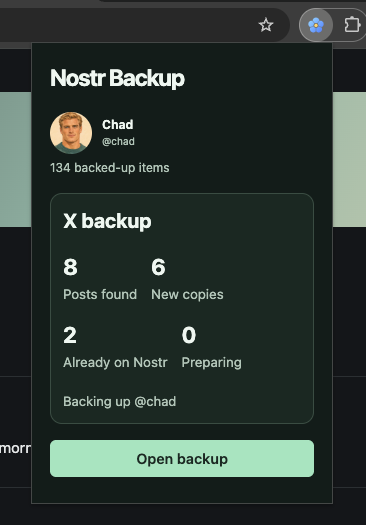 Nostr Backup
Chad
@chad
134 backed-up items
X backup
8 6
Posts found New copies
2 0
Already on Nostr Preparing
Backing up @chad
morr
Open backup